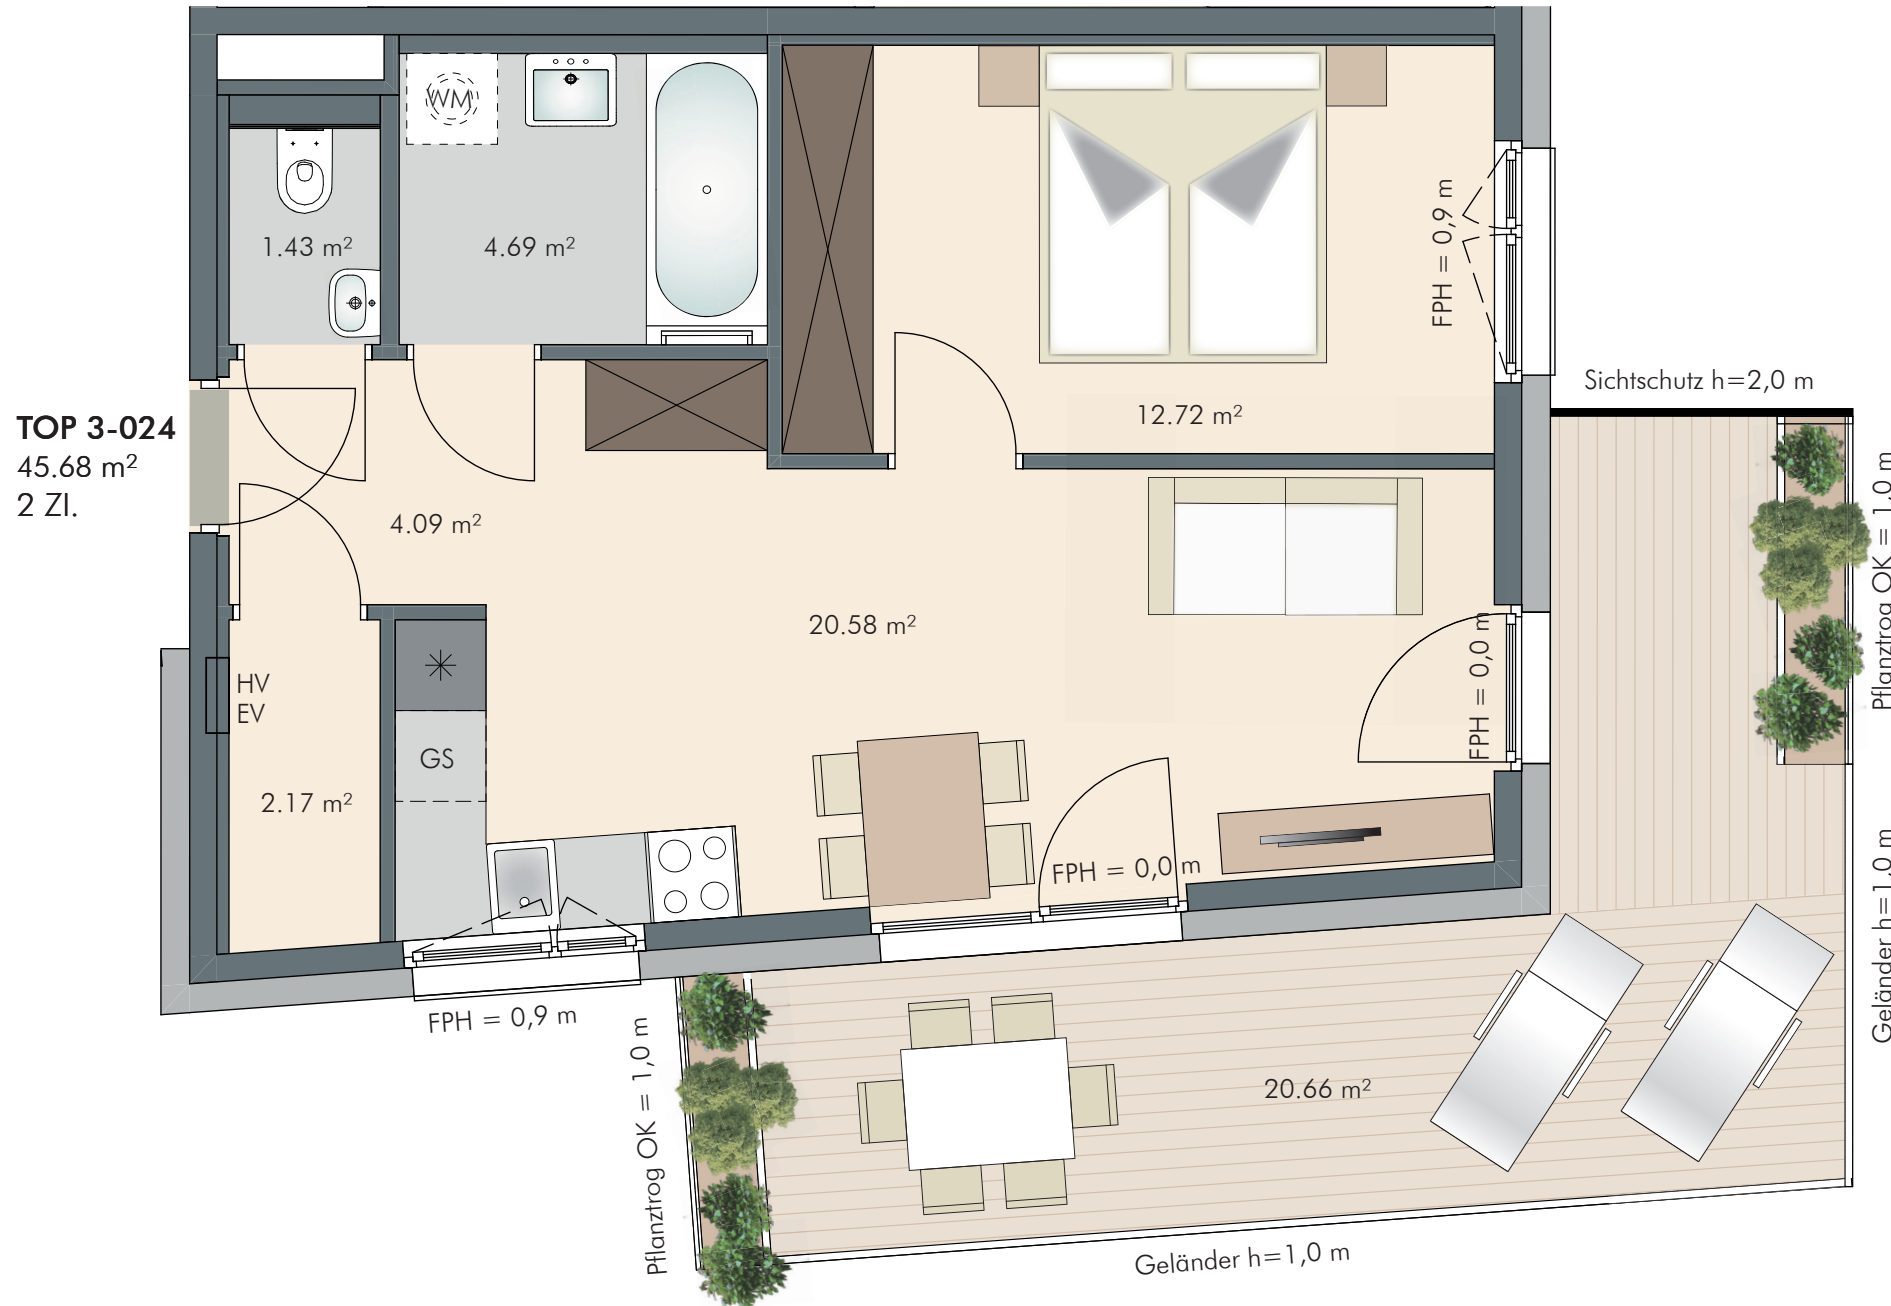 WM
1.43 m²
4.69 m²
FPH = 0,9 m
Sichtschutz h=2,0 m
12.72 m²
TOP 3-024
45.68 m²
2 ZI.
4.09 m²
Pflanztrog OK = 1.0 m
20.58 m²
FPH = 0,0 m
HV
EV
GS
2.17 m²
FPH = 0,0 m
Geländer h=1.0 m
FPH = 0,9 m
Pflanztrog OK = 1,0 m
20.66 m²
Geländer h=1,0 m